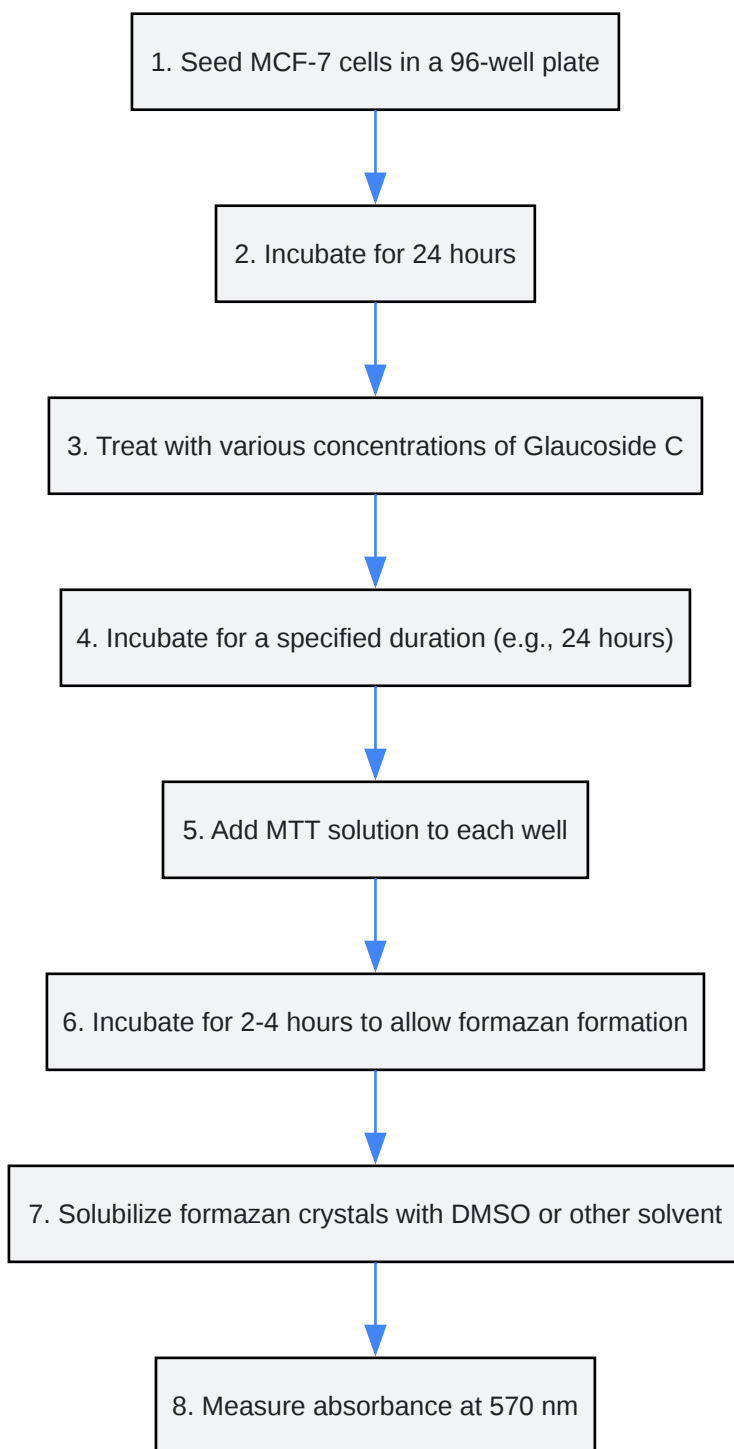 1. Seed MCF-7 cells in a 96-well plate
2. Incubate for 24 hours
3. Treat with various concentrations of Glaucoside C
4. Incubate for a specified duration (e.g., 24 hours)
5. Add MTT solution to each well
6. Incubate for 2-4 hours to allow formazan formation
7. Solubilize formazan crystals with DMSO or other solvent
8. Measure absorbance at 570 nm